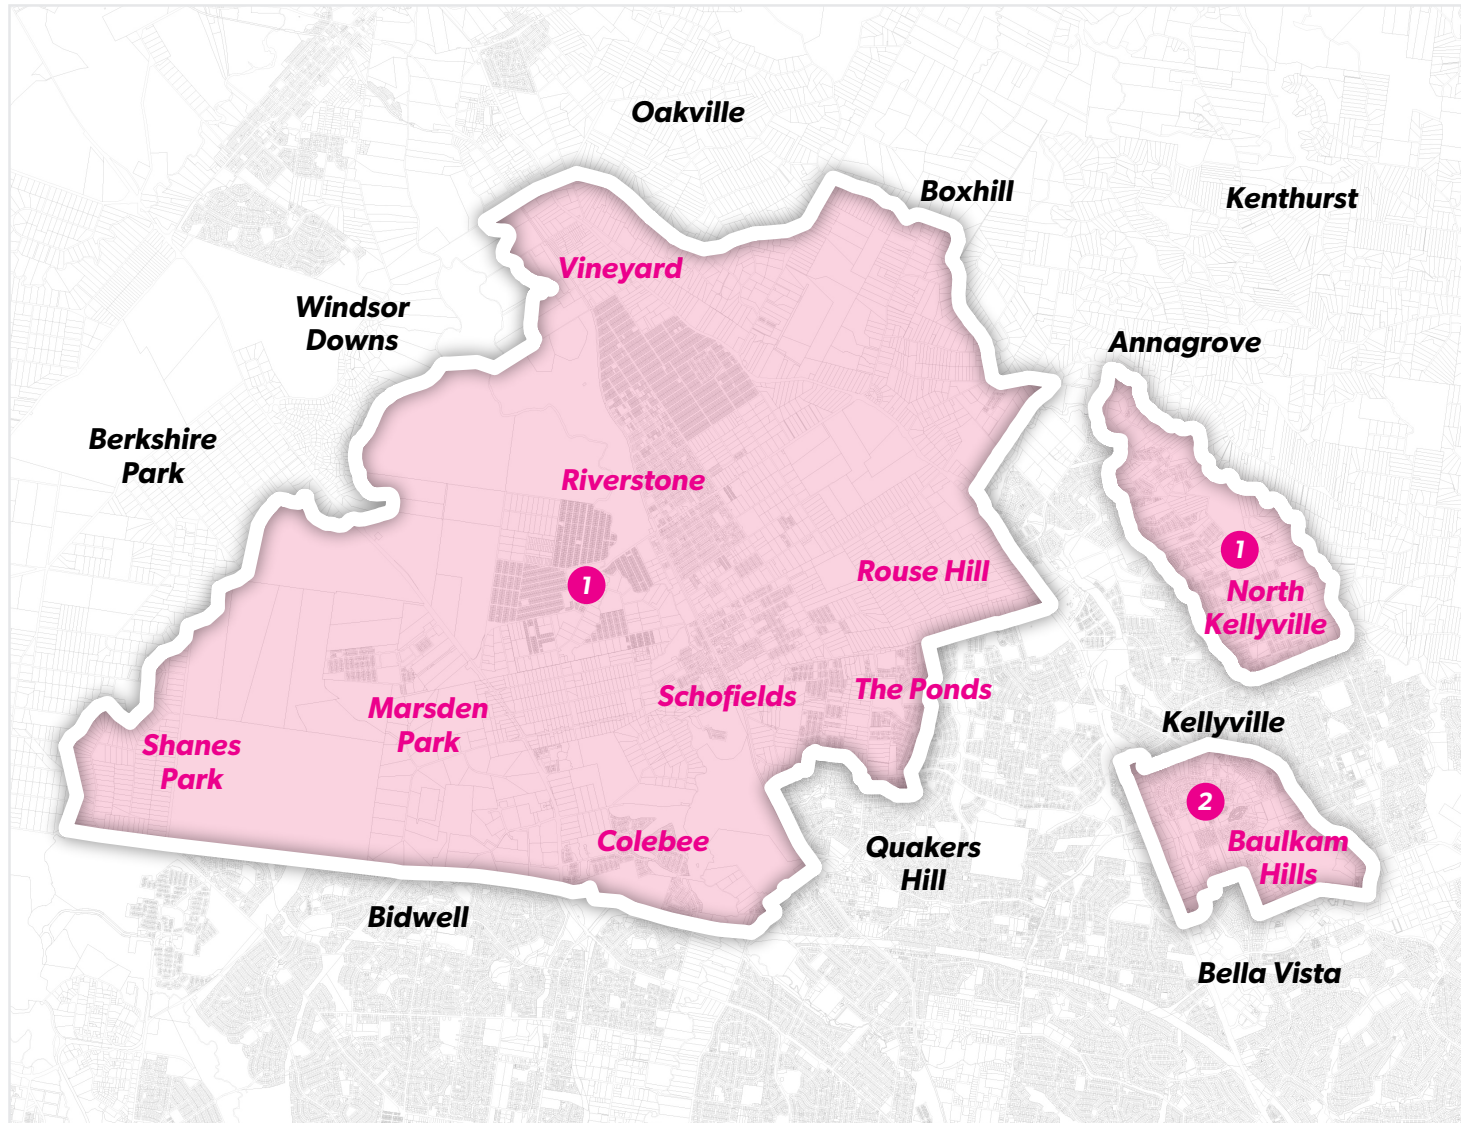 Oakville
Boxhill
Kenthurst
Vineyard
Windsor
Downs
Annagrove
Berkshire
Park
Riverstone
1
Rouse Hill
1
North
Kellyville
Marsden
Park
Schofields
The Ponds
Shanes
Park
Kellyville
2
Baulkam
Hills
Colebee
Quakers
Hill
Bidwell
Bella Vista